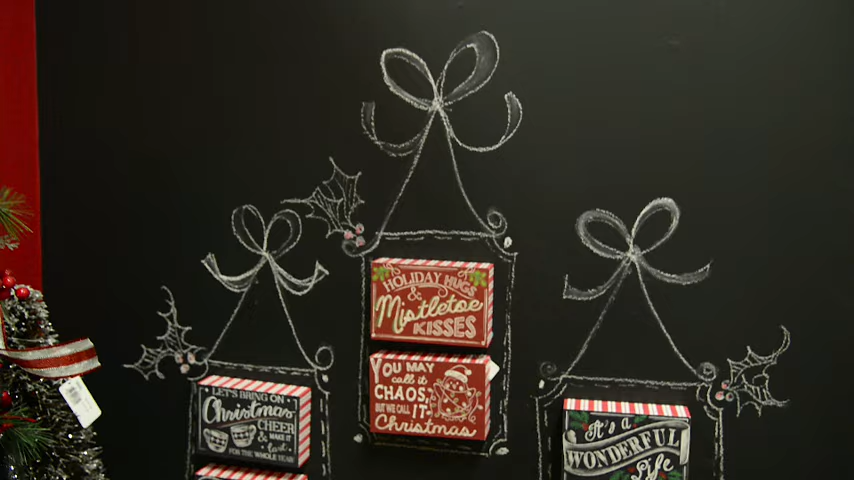 HOLIDAY HUGS
&
Mistletoe
KISSES
YOU MAY
call it
CHAOS,
BUT WE CALL IT
Christmas
LET'S BRING ON
Christmas
CHEER
& MAKE IT
last
FOR THE WHOLE YEAR
It's a
WONDERFUL
Life